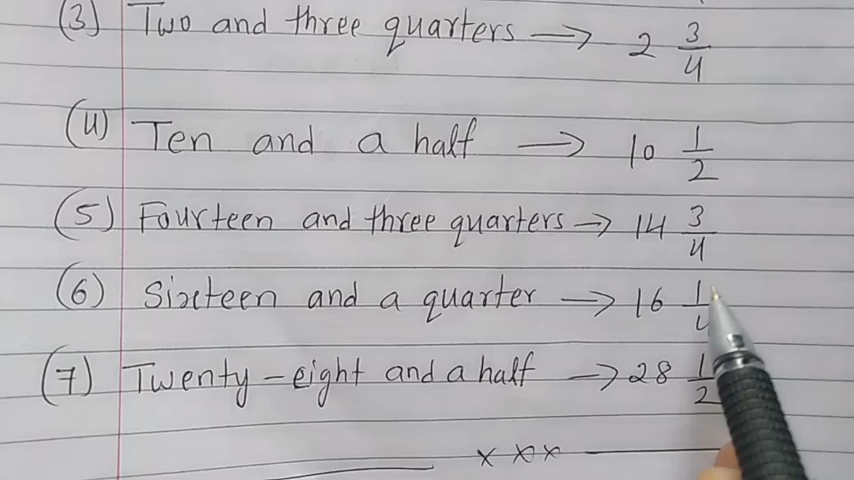 (3) Two and three quarters → 2 3/4
(4) Ten and a half → 10 1/2
(5) Fourteen and three quarters → 14 3/4
(6) Sixteen and a quarter → 16 1/4
(7) Twenty-eight and a half → 28 1/2
x x x